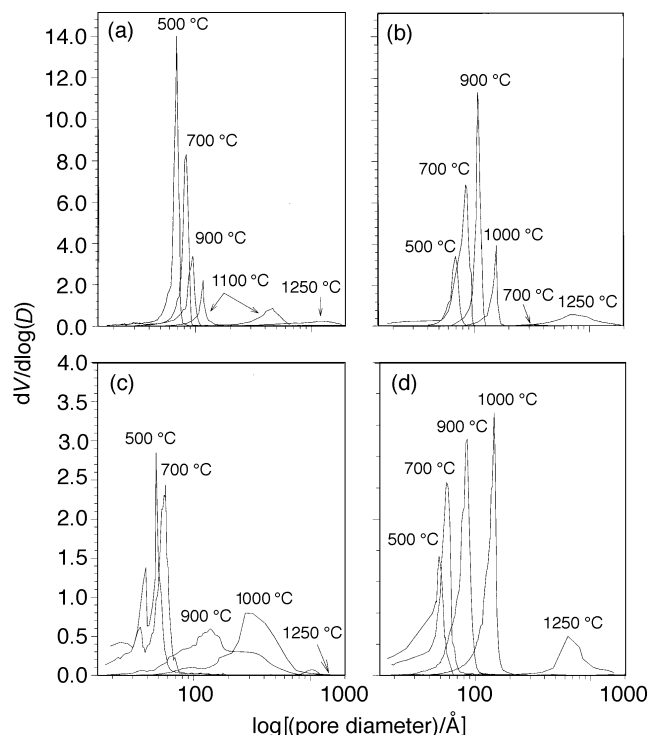 (a)
500 °C
700 °C
900 °C
1100 °C
1250 °C
14.0
12.0
10.0
8.0
6.0
4.0
2.0
0.0
(b)
900 °C
700 °C
500 °C
1000 °C
700 °C
1250 °C
dV/dlog(D)
(c)
500 °C
700 °C
900 °C
1000 °C
1250 °C
4.0
3.5
3.0
2.5
2.0
1.5
1.0
0.5
0.0
100
1000
(d)
1000 °C
900 °C
700 °C
500 °C
1250 °C
100
1000
log[(pore diameter)/Å]